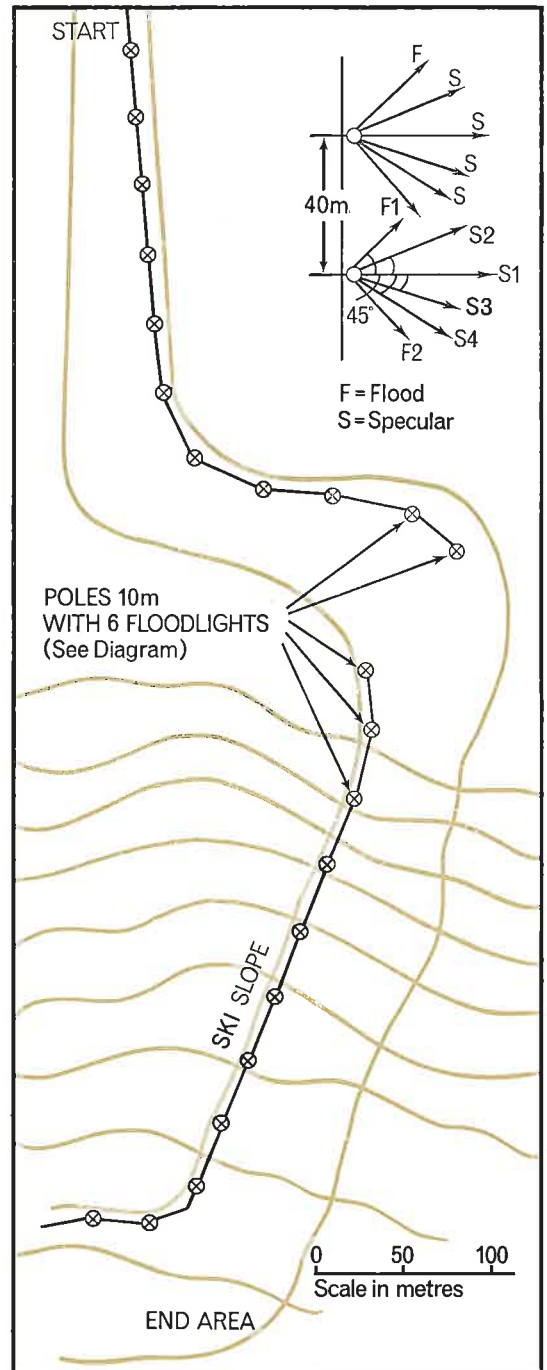 START
F
S
S
S
S
40m
F1
S2
S1
45°
S3
S4
F2
F = Flood
S = Specular
POLES 10m
WITH 6 FLOODLIGHTS
(See Diagram)
SKI SLOPE
0 50 100
Scale in metres
END AREA